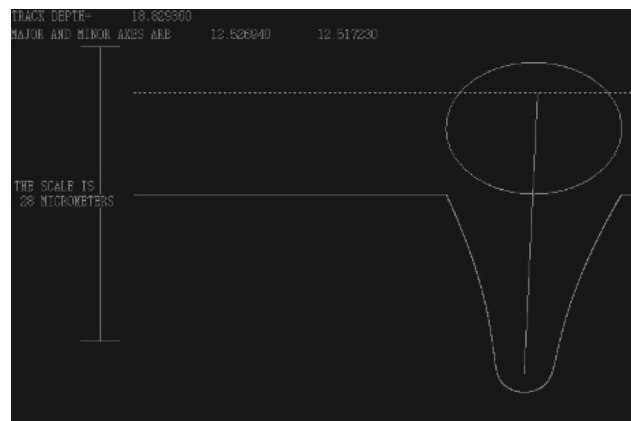 TRACK DEPTH= 18.829360
MAJOR AND MINOR AXES ARE 12.526940 12.517230
THE SCALE IS
28 MICROMETERS